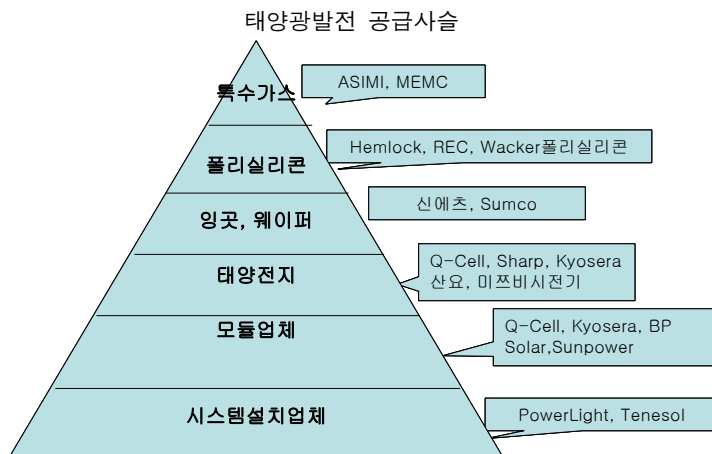 태양광발전 공급사슬
특수가스
ASIMI, MEMC
폴리실리콘
Hemlock, REC, Wacker폴리실리콘
잉곳, 웨이퍼
신에츠, Sumco
태양전지
Q-Cell, Sharp, Kyosera
산요, 미쯔비시전기
모듈업체
Q-Cell, Kyosera, BP
Solar,Sunpower
시스템설치업체
PowerLight, Tenesol